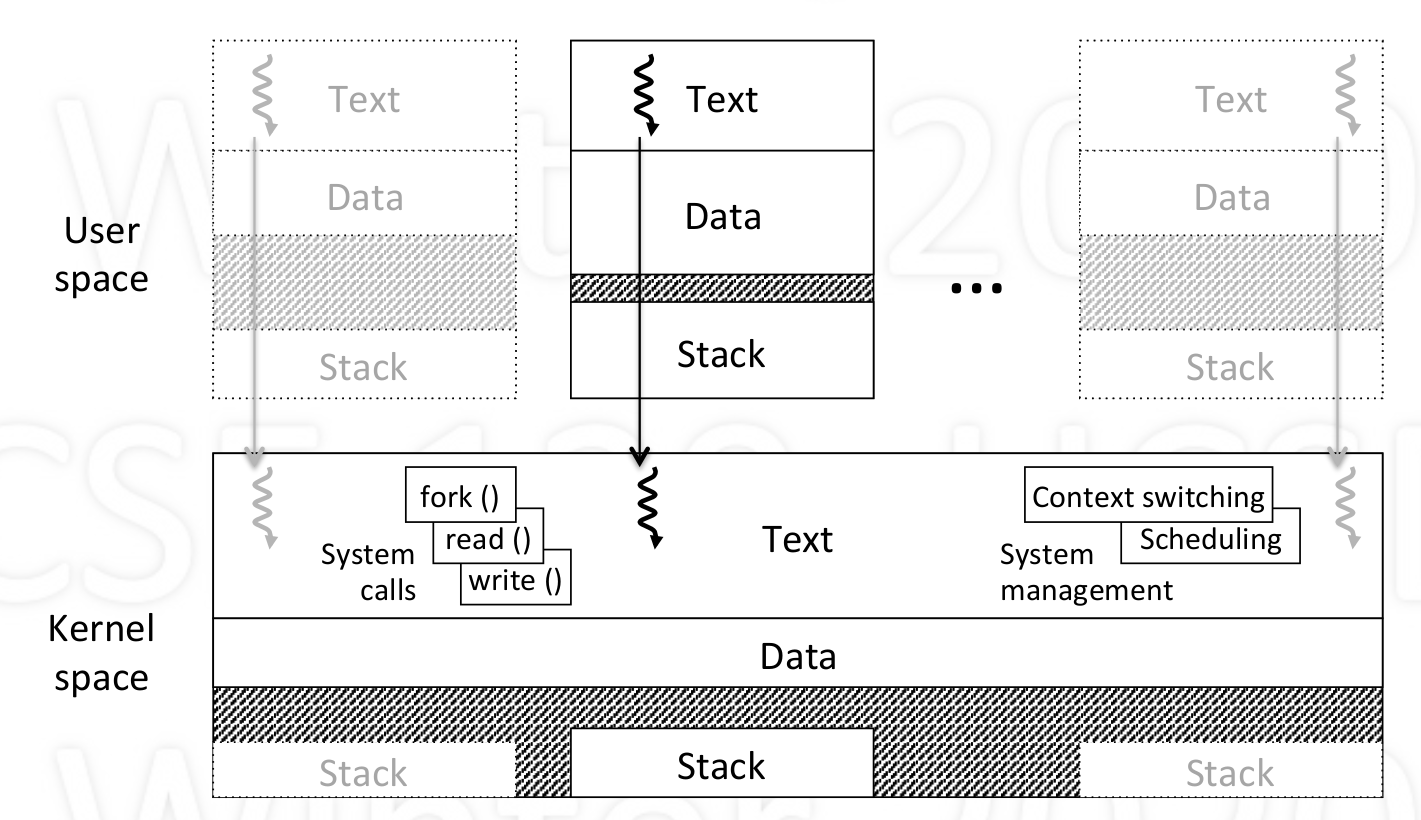 Text
Text
Text
Data
Data
Data
User
space
...
Stack
Stack
Stack
fork ()
read ()
write ()
System
calls
Text
Context switching
Scheduling
System
management
Kernel
space
Data
Stack
Stack
Stack